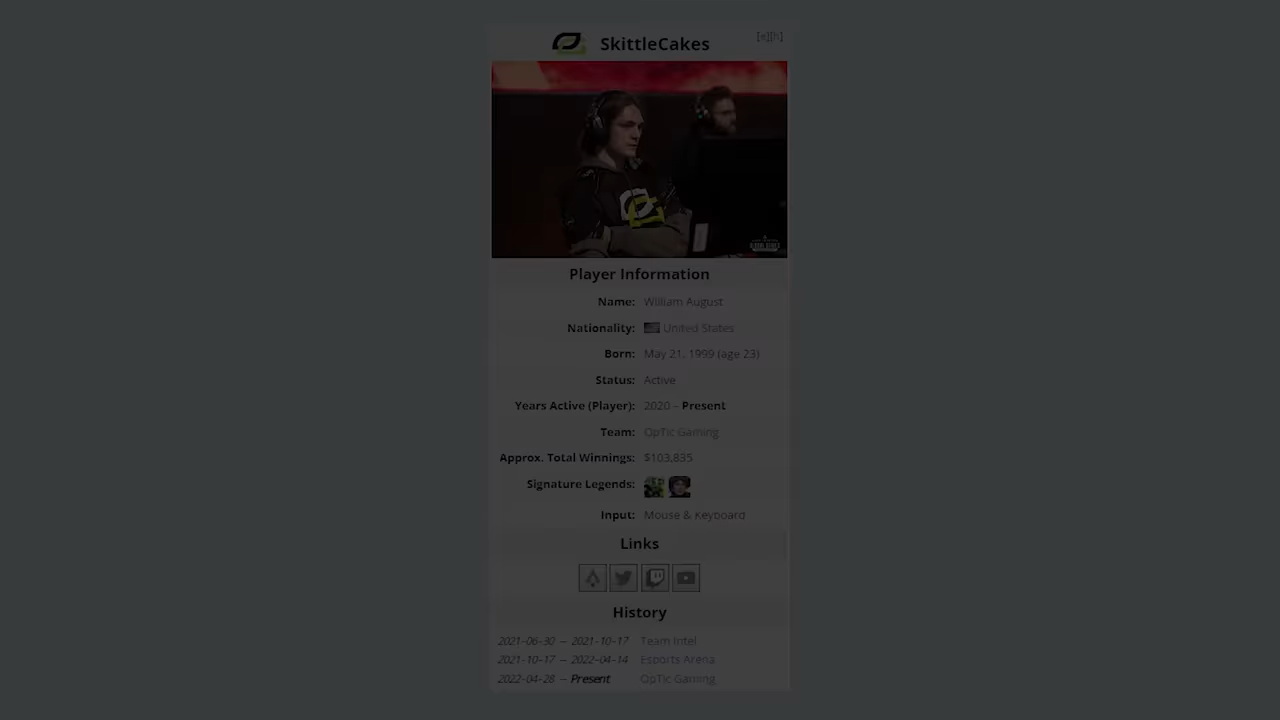 SkittleCakes
[e][h]
Player Information
Name: William August
Nationality: United States
Born: May 21, 1999 (age 23)
Status: Active
Years Active (Player): 2020 – Present
Team: OpTic Gaming
Approx. Total Winnings: $103,835
Signature Legends:
Input: Mouse & Keyboard
Links
History
2021-06-30 — 2021-10-17 Team Intel
2021-10-17 — 2022-04-14 Esports Arena
2022-04-28 — Present OpTic Gaming